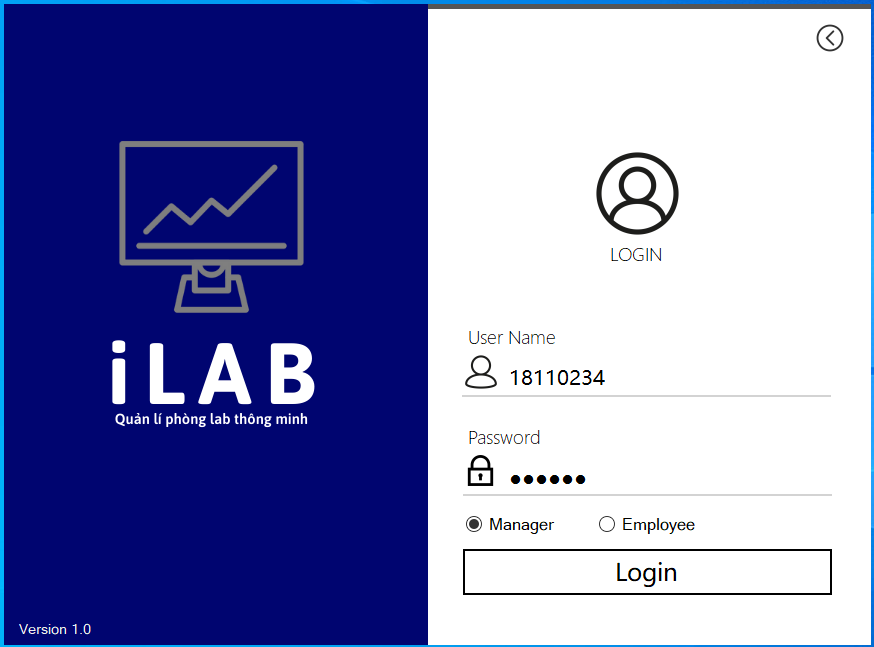 iLAB
Quản lí phòng lab thông minh
Version 1.0
LOGIN
User Name
18110234
Password
●●●●●●
Manager Employee
Login